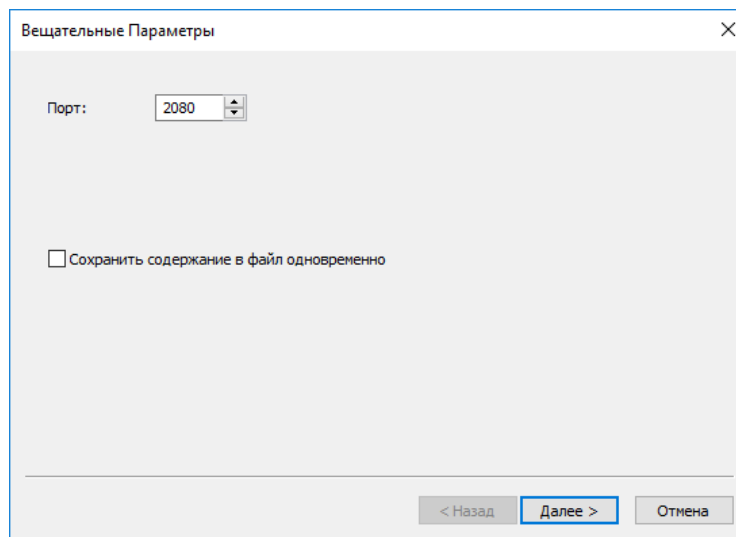 Вещательные Параметры
Порт: 2080
Сохранить содержание в файл одновременно
< Назад Далее > Отмена